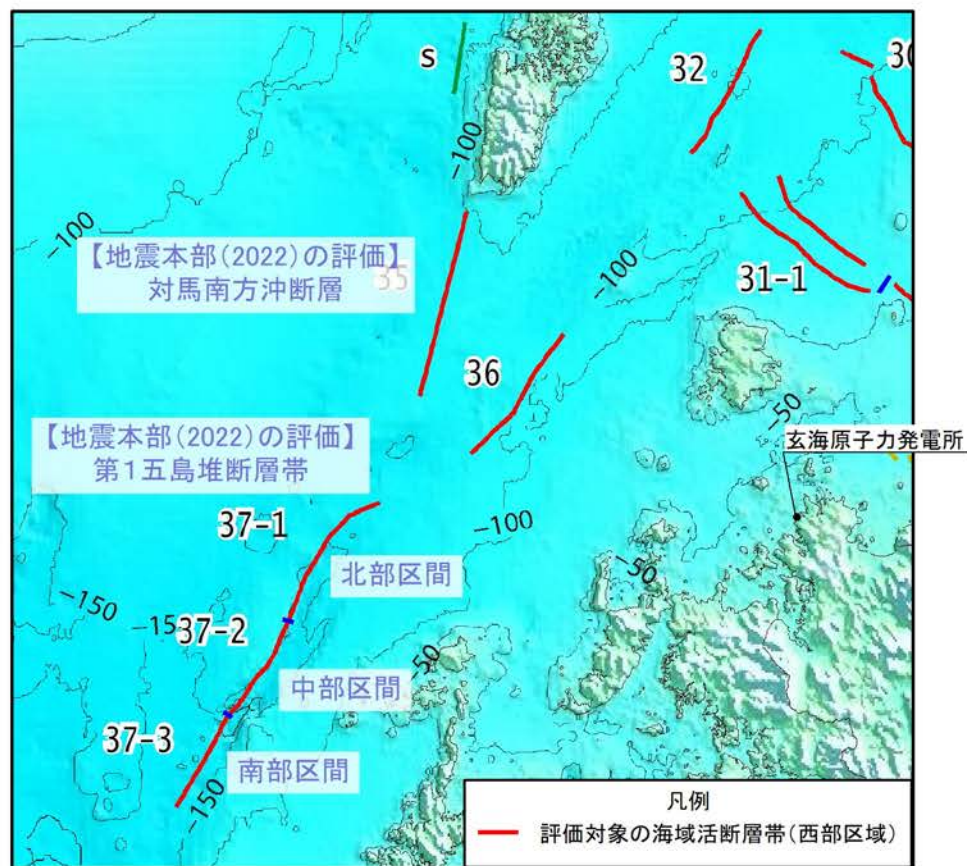 S
32
30
-100
-100
【地震本部(2022)の評価】
対馬南方沖断層
35
-100
31-1
36
-50
玄海原子力発電所
【地震本部(2022)の評価】
第1五島堆断層帯
37-1
-100
北部区間
-50
-150
-15
37-2
-50
中部区間
37-3
南部区間
-150
凡例
評価対象の海域活断層帯(西部区域)